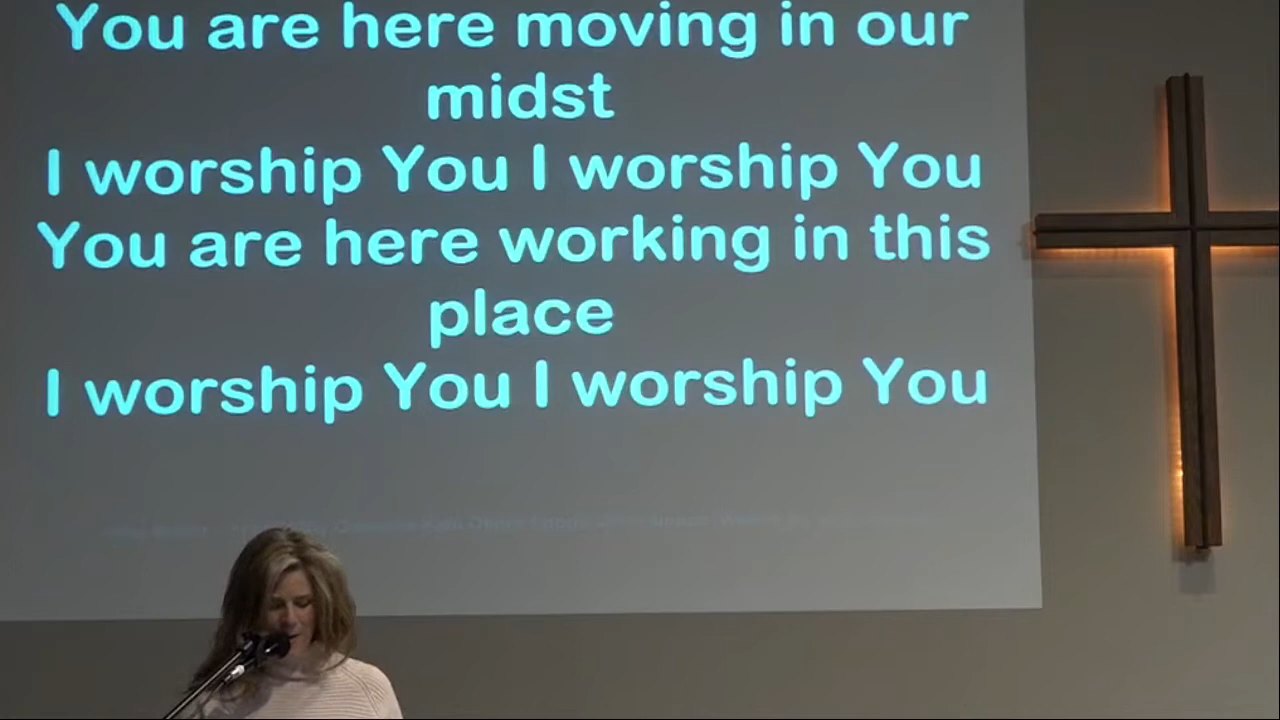 You are here moving in our
midst
I worship You I worship You
You are here working in this
place
I worship You I worship You